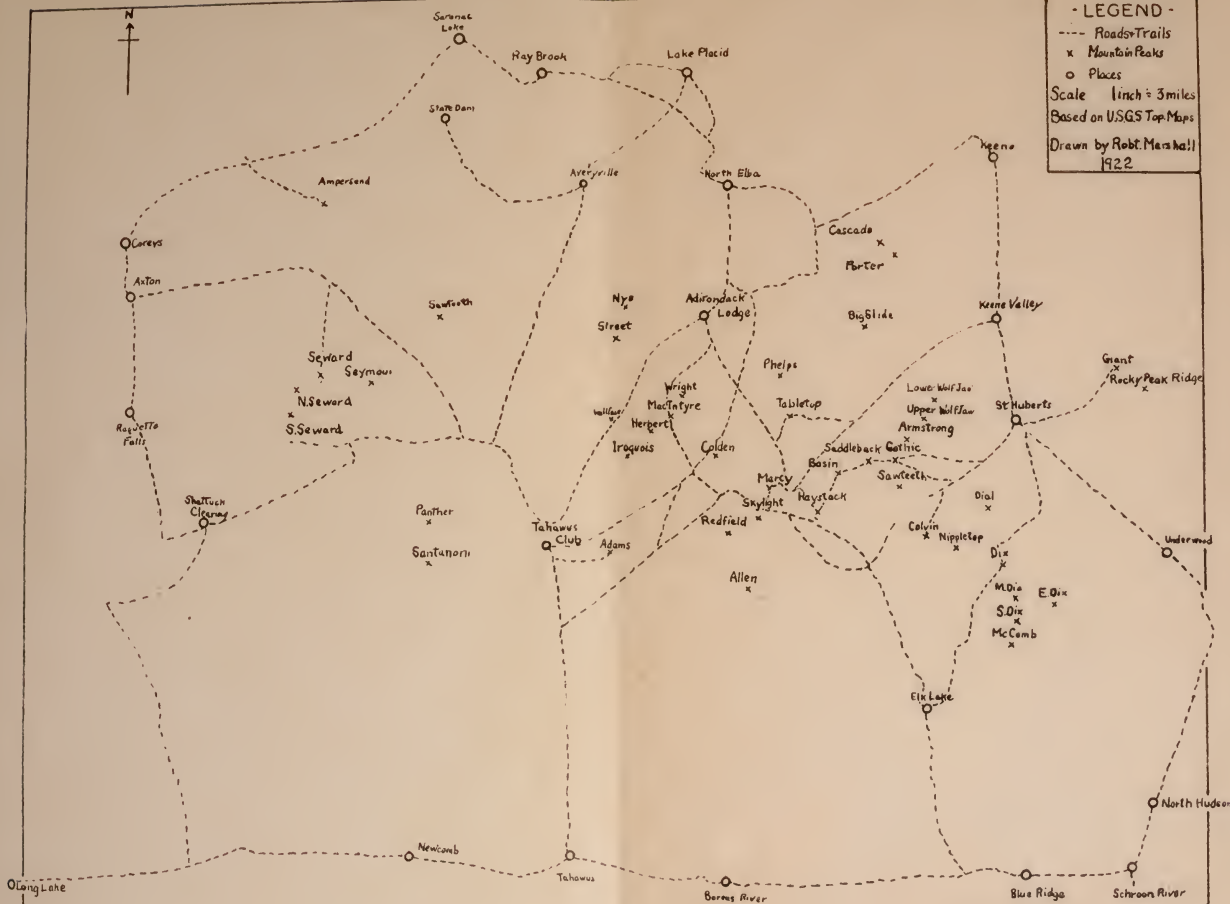 - LEGEND -
Roads+Trails
x Mountain Peaks
o Places
Scale 1 inch = 3 miles
Based on U.S.G.S Top. Maps
Drawn by Robt. Marshall
1922
N
Saranac
Lake
Ray Brook
Lake Placid
State Dam
Keene
Ampersand
Averyville
North Elba
Coreys
Cascade
Porter
Axton
Sawtooth
Nye
Street
Adirondack
Lodge
Big Slide
Keene Valley
Seward
Seymour
N. Seward
S. Seward
Phelps
Giant
Rocky Peak Ridge
Wright
MacIntyre
Wallface
Herbert
Iroquois
Tabletop
Lower Wolf Jaw
Upper Wolf Jaw
Armstrong
St Huberts
Colden
Saddleback
Gothic
Basin
Sawteeth
Marcy
Haystack
Skylight
Redfield
Dial
Colvin
Nippletop
Dix
Underwood
Shattuck
Clearing
Panther
Santanoni
Tahawus
Club
Adams
Allen
M. Dix
E. Dix
S. Dix
McComb
Elk Lake
North Hudson
Newcomb
Long Lake
Tahawus
Boreas River
Blue Ridge
Schroon River